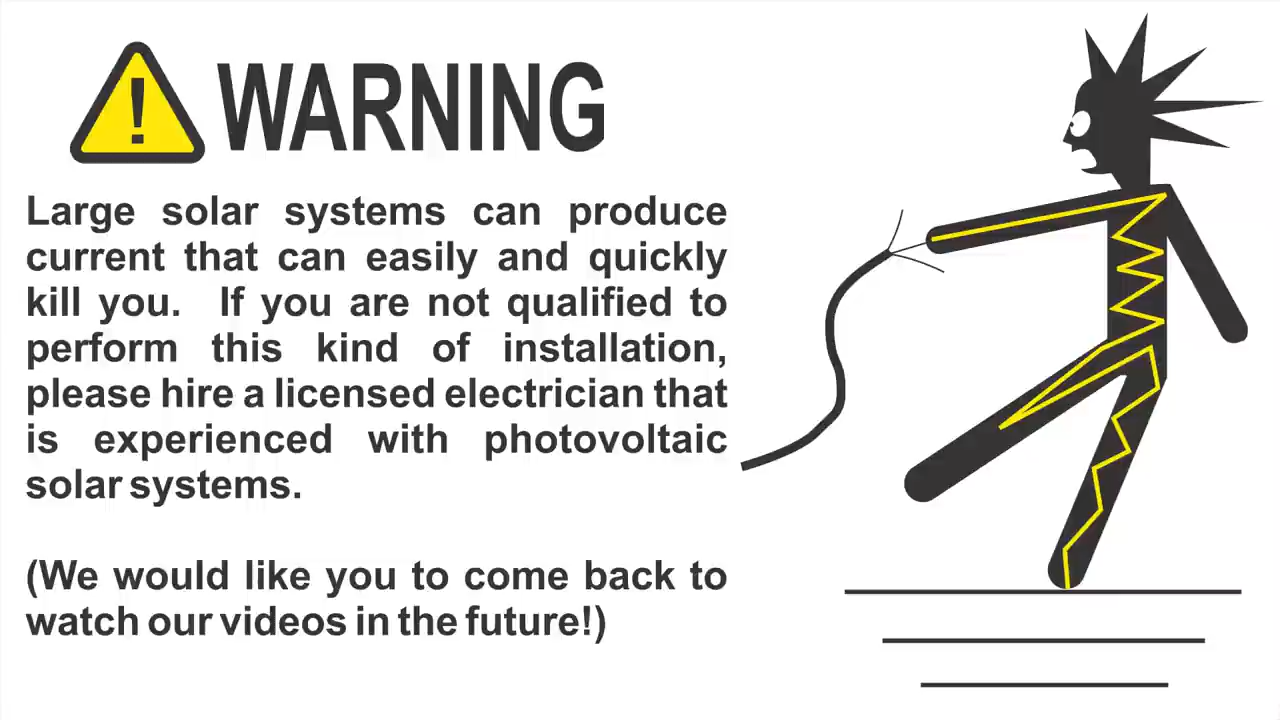 ! WARNING
Large solar systems can produce
current that can easily and quickly
kill you. If you are not qualified to
perform this kind of installation,
please hire a licensed electrician that
is experienced with photovoltaic
solar systems.
(We would like you to come back to
watch our videos in the future!)